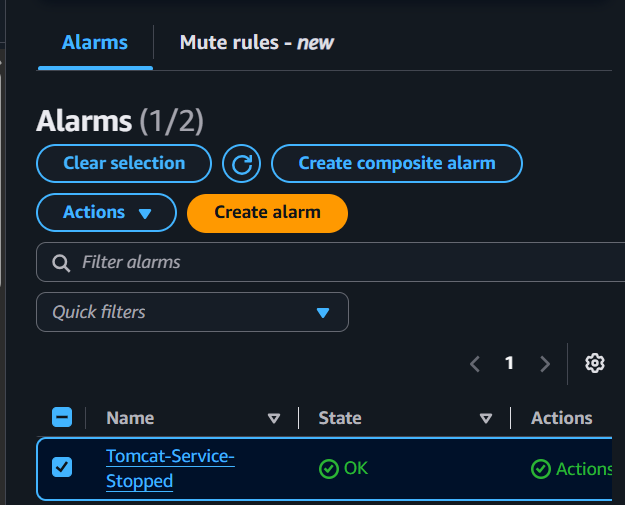 Alarms
Mute rules - new
Alarms (1/2)
Clear selection
Create composite alarm
Actions
Create alarm
Filter alarms
Quick filters
1
Name
State
Actions
Tomcat-Service-
Stopped
OK
Actions